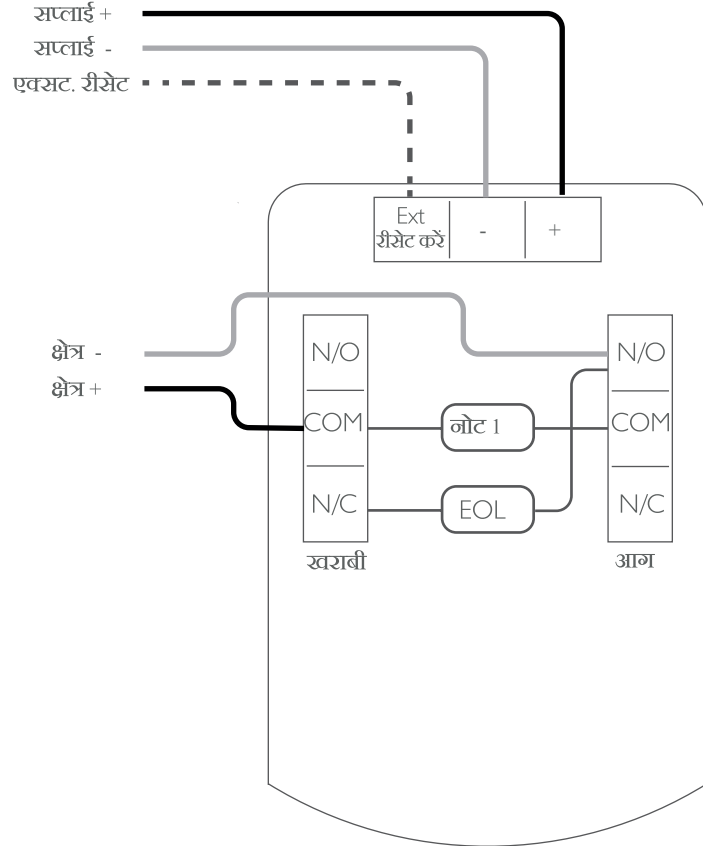 सप्लाई +
सप्लाई -
एक्सट. रीसेट
Ext
रीसेट करें
-
+
क्षेत्र -
क्षेत्र +
N/O
COM
N/C
खराबी
नोट 1
EOL
N/O
COM
N/C
आग